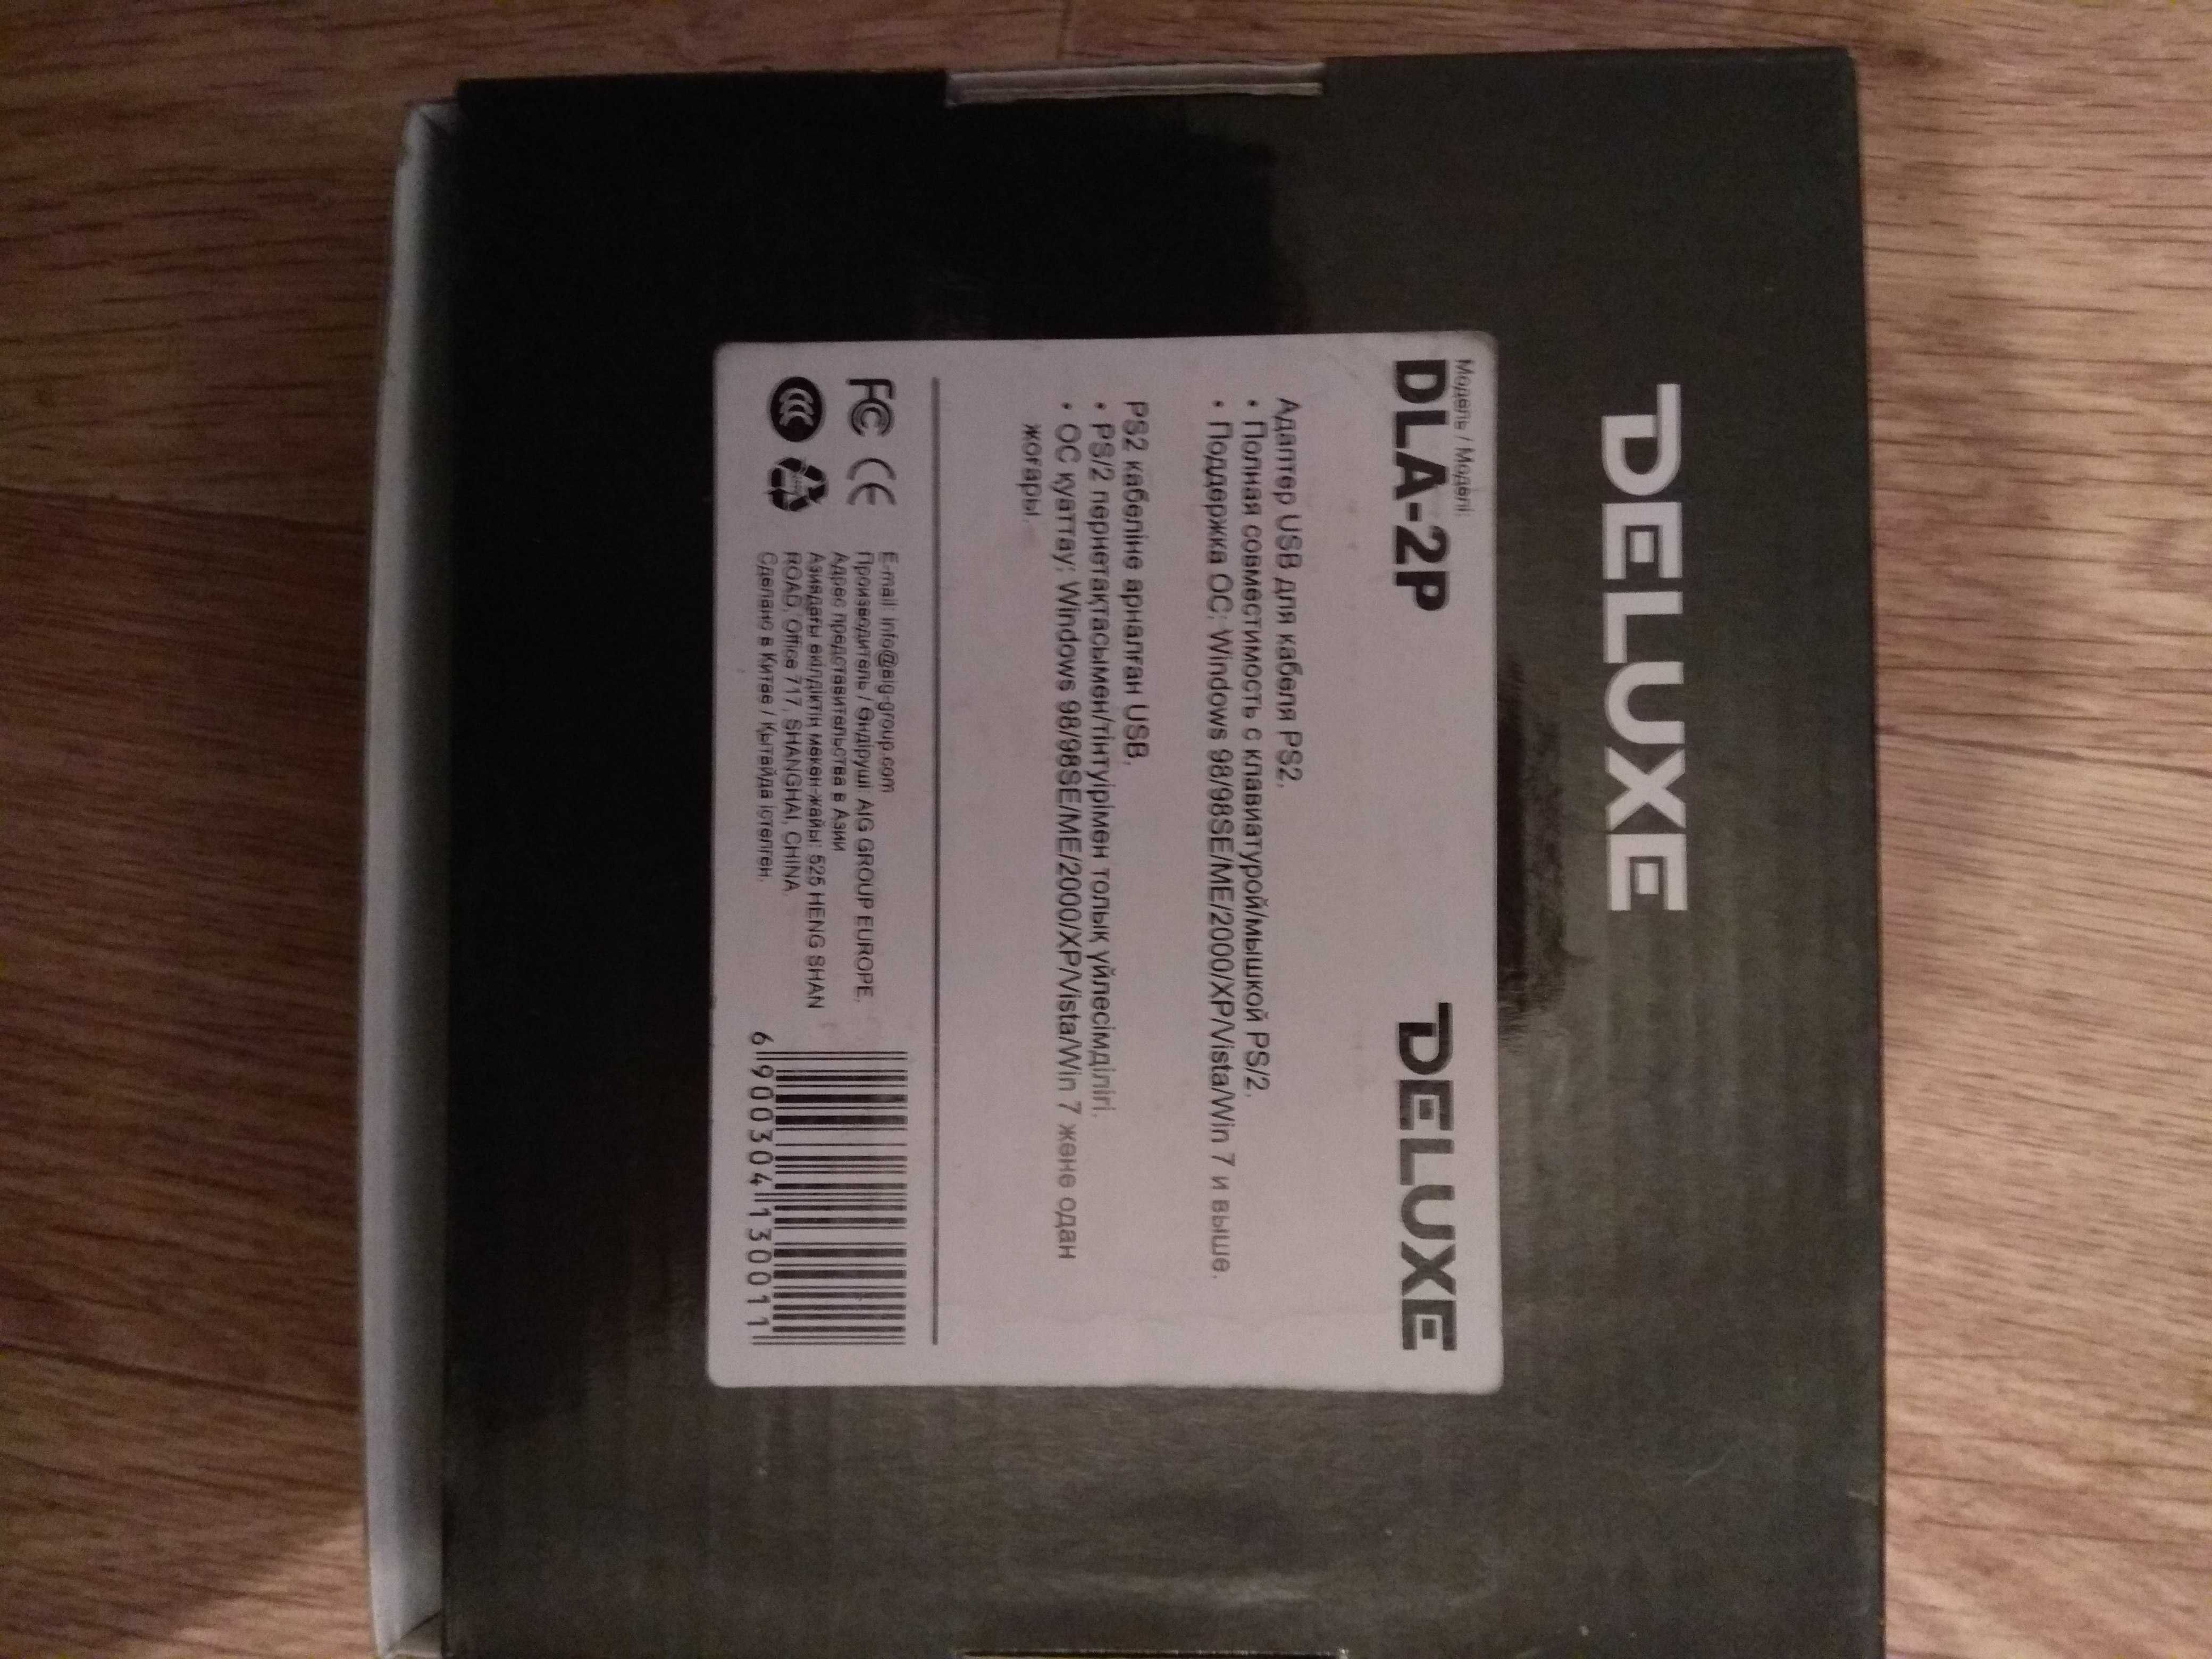 DELUXE
Модель / Моделі:
DLA-2P
DELUXE
Адаптер USB для кабеля PS2.
• Полная совместимость с клавиатурой/мышкой PS/2.
• Поддержка ОС: Windows 98/98SE/ME/2000/XP/Vista/Win 7 и выше.
PS2 кабеліне арналған USB.
• PS/2 пернетақтасымен/тінтуірімен толық үйлесімділігі.
• ОС қуаттау: Windows 98/98SE/ME/2000/XP/Vista/Win 7 және одан
жоғары.
FC CE
E-mail: info@aig-group.com
Производитель / Өндіруші AIG GROUP EUROPE.
Адрес представительства в Азии
Азиядағы өкілдіктің мекен-жайы: 525 HENG SHAN
ROAD, Office 717, SHANGHAI, CHINA
Сделано в Китае / Қытайда істелген.
6 900304 130011